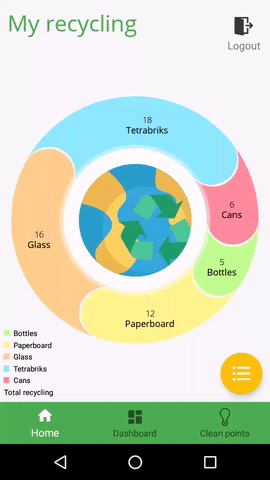 My recycling
Logout
18
Tetrabriks
6
Cans
16
Glass
5
Bottles
12
Paperboard
Bottles
Paperboard
Glass
Tetrabriks
Cans
Total recycling
Home
Dashboard
Clean points